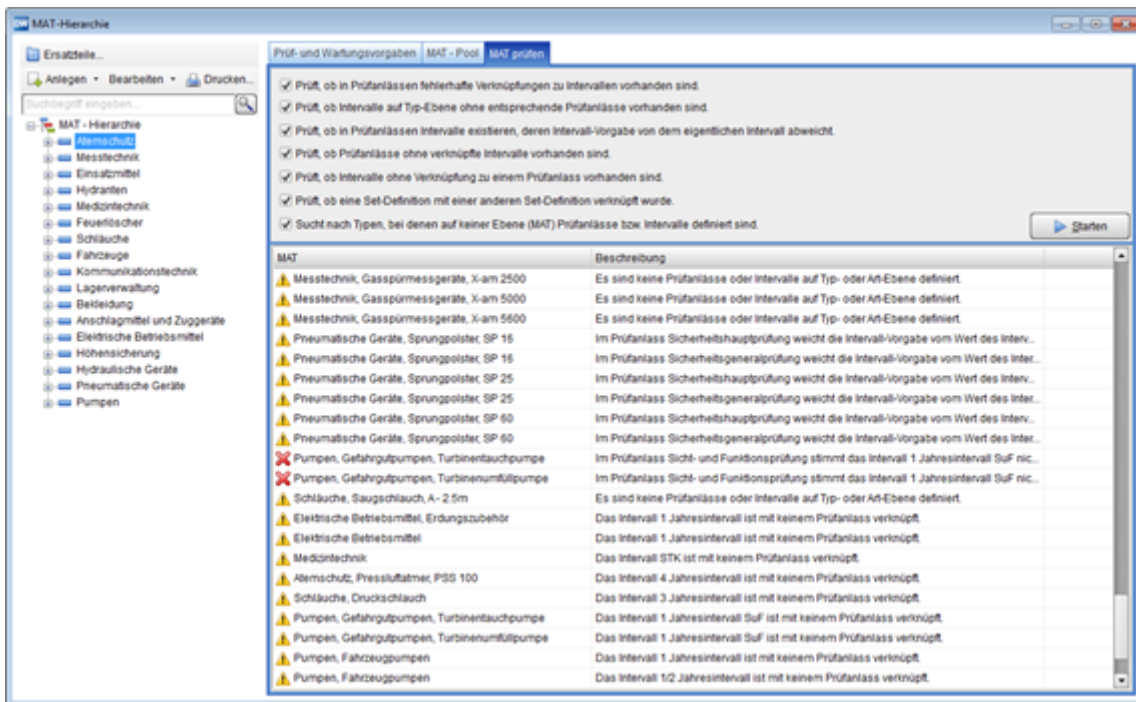 MAT-Hierarchie
Ersatzteile...
Anlegen Bearbeiten Drucken...
Suchbegriff eingeben...
MAT - Hierarchie
Atemschutz
Messtechnik
Einsatzmittel
Hydranten
Medizintechnik
Feuerlöscher
Schläuche
Fahrzeuge
Kommunikationstechnik
Lagerverwaltung
Bekleidung
Anschlagmittel und Zuggeräte
Elektrische Betriebsmittel
Höhensicherung
Hydraulische Geräte
Pneumatische Geräte
Pumpen
Prüf- und Wartungsvorgaben MAT - Pool MAT prüfen
Prüft, ob in Prüfanlässen fehlerhafte Verknüpfungen zu Intervallen vorhanden sind.
Prüft, ob Intervalle auf Typ-Ebene ohne entsprechende Prüfanlässe vorhanden sind.
Prüft, ob in Prüfanlässen Intervalle existieren, deren Intervall-Vorgabe von dem eigentlichen Intervall abweicht.
Prüft, ob Prüfanlässe ohne verknüpfte Intervalle vorhanden sind.
Prüft, ob Intervalle ohne Verknüpfung zu einem Prüfanlass vorhanden sind.
Prüft, ob eine Set-Definition mit einer anderen Set-Definition verknüpft wurde.
Sucht nach Typen, bei denen auf keiner Ebene (MAT) Prüfanlässe bzw. Intervalle definiert sind.
Starten
MAT Beschreibung
Messtechnik, Gasspürmessgeräte, X-am 2500 Es sind keine Prüfanlässe oder Intervalle auf Typ- oder Art-Ebene definiert.
Messtechnik, Gasspürmessgeräte, X-am 5000 Es sind keine Prüfanlässe oder Intervalle auf Typ- oder Art-Ebene definiert.
Messtechnik, Gasspürmessgeräte, X-am 5600 Es sind keine Prüfanlässe oder Intervalle auf Typ- oder Art-Ebene definiert.
Pneumatische Geräte, Sprungpolster, SP 16 Im Prüfanlass Sicherheitshauptprüfung weicht die Intervall-Vorgabe vom Wert des Interv...
Pneumatische Geräte, Sprungpolster, SP 16 Im Prüfanlass Sicherheitsgeneralprüfung weicht die Intervall-Vorgabe vom Wert des Inter...
Pneumatische Geräte, Sprungpolster, SP 25 Im Prüfanlass Sicherheitshauptprüfung weicht die Intervall-Vorgabe vom Wert des Interv...
Pneumatische Geräte, Sprungpolster, SP 25 Im Prüfanlass Sicherheitsgeneralprüfung weicht die Intervall-Vorgabe vom Wert des Inter...
Pneumatische Geräte, Sprungpolster, SP 60 Im Prüfanlass Sicherheitshauptprüfung weicht die Intervall-Vorgabe vom Wert des Interv...
Pneumatische Geräte, Sprungpolster, SP 60 Im Prüfanlass Sicherheitsgeneralprüfung weicht die Intervall-Vorgabe vom Wert des Inter...
Pumpen, Gefahrgutpumpen, Turbinentauchpumpe Im Prüfanlass Sicht- und Funktionsprüfung stimmt das Intervall 1 Jahresintervall SuF nic...
Pumpen, Gefahrgutpumpen, Turbinenumfüllpumpe Im Prüfanlass Sicht- und Funktionsprüfung stimmt das Intervall 1 Jahresintervall SuF nic...
Schläuche, Saugschlauch, A - 2.5m Es sind keine Prüfanlässe oder Intervalle auf Typ- oder Art-Ebene definiert.
Elektrische Betriebsmittel, Erdungszubehör Das Intervall 1 Jahresintervall ist mit keinem Prüfanlass verknüpft.
Elektrische Betriebsmittel Das Intervall 1 Jahresintervall ist mit keinem Prüfanlass verknüpft.
Medizintechnik Das Intervall STK ist mit keinem Prüfanlass verknüpft.
Atemschutz, Pressluftatmer, PSS 100 Das Intervall 4 Jahresintervall ist mit keinem Prüfanlass verknüpft.
Schläuche, Druckschlauch Das Intervall 3 Jahresintervall ist mit keinem Prüfanlass verknüpft.
Pumpen, Gefahrgutpumpen, Turbinentauchpumpe Das Intervall 1 Jahresintervall SuF ist mit keinem Prüfanlass verknüpft.
Pumpen, Gefahrgutpumpen, Turbinenumfüllpumpe Das Intervall 1 Jahresintervall SuF ist mit keinem Prüfanlass verknüpft.
Pumpen, Fahrzeugpumpen Das Intervall 1 Jahresintervall ist mit keinem Prüfanlass verknüpft.
Pumpen, Fahrzeugpumpen Das Intervall 1/2 Jahresintervall ist mit keinem Prüfanlass verknüpft.